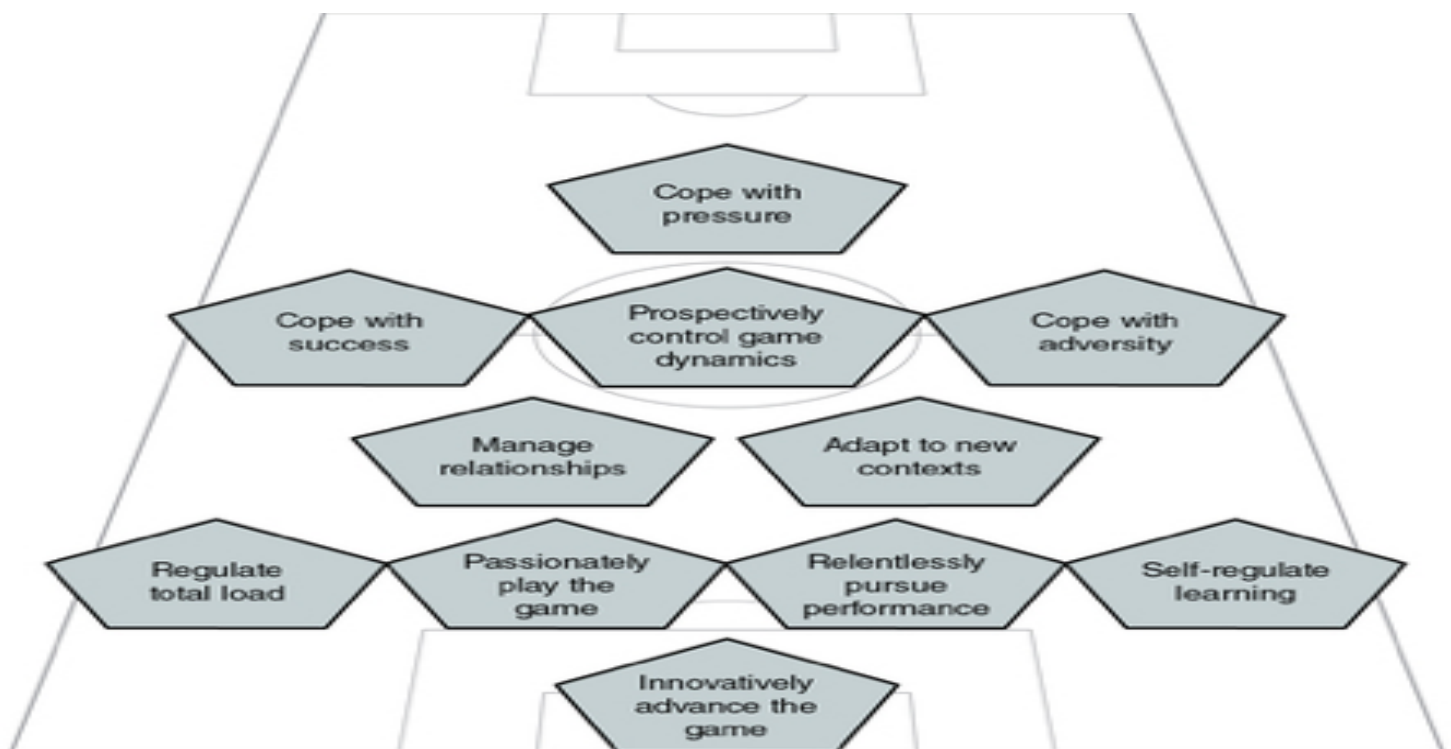 Cope with
pressure
Cope with
success
Prospectively
control game
dynamics
Cope with
adversity
Manage
relationships
Adapt to new
contexts
Regulate
total load
Passionately
play the
game
Relentlessly
pursue
performance
Self-regulate
learning
Innovatively
advance the
game